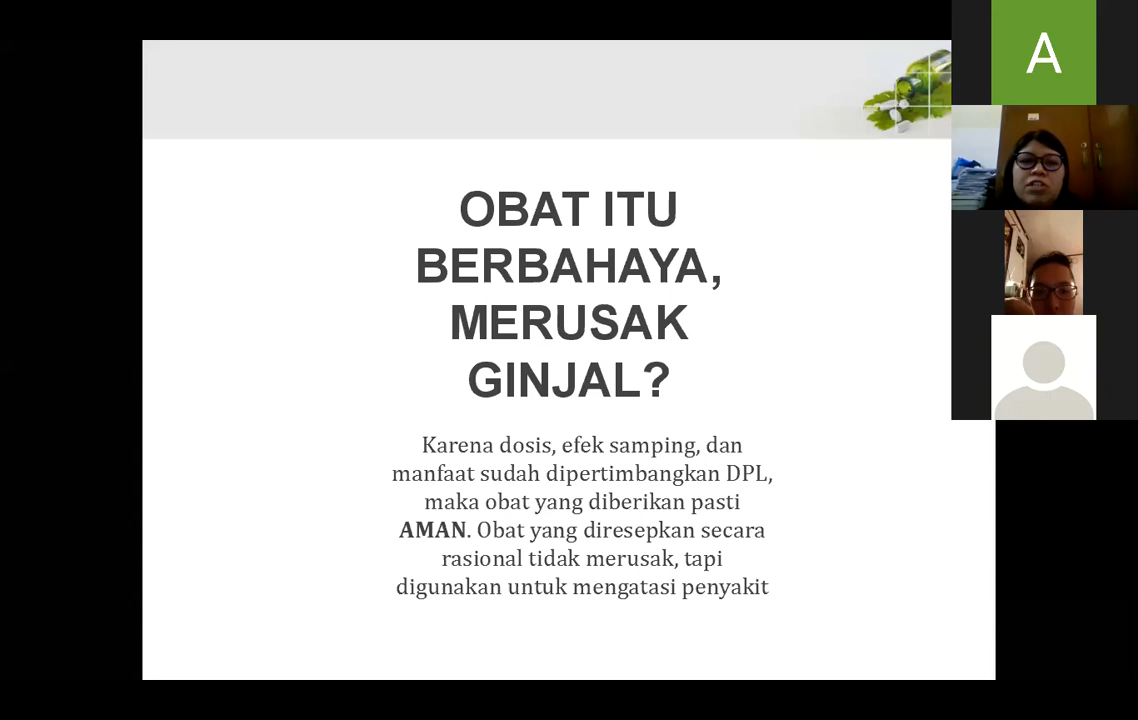 OBAT ITU
BERBAHAYA,
MERUSAK
GINJAL?
Karena dosis, efek samping, dan
manfaat sudah dipertimbangkan DPL,
maka obat yang diberikan pasti
AMAN. Obat yang diresepkan secara
rasional tidak merusak, tapi
digunakan untuk mengatasi penyakit
A